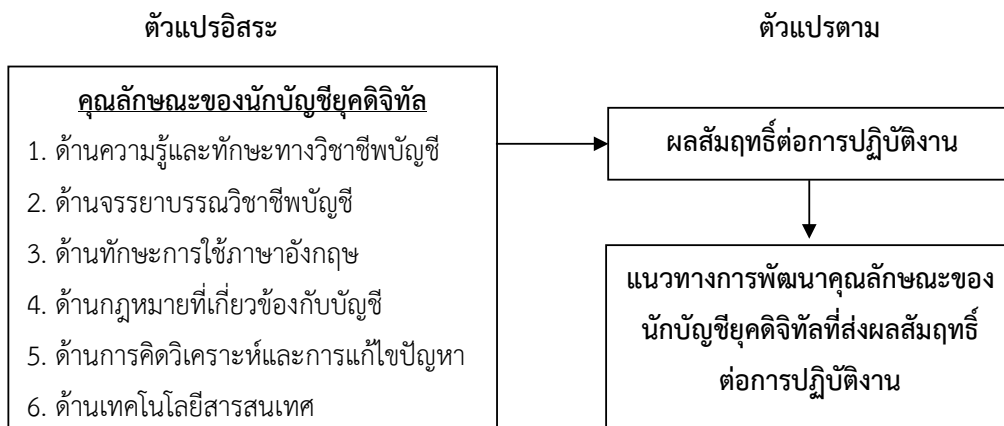 ตัวแปรอิสระ
ตัวแปรตาม
คุณลักษณะของนักบัญชียุคดิจิทัล
1. ด้านความรู้และทักษะทางวิชาชีพบัญชี
2. ด้านจรรยาบรรณวิชาชีพบัญชี
3. ด้านทักษะการใช้ภาษาอังกฤษ
4. ด้านกฎหมายที่เกี่ยวข้องกับบัญชี
5. ด้านการคิดวิเคราะห์และการแก้ไขปัญหา
6. ด้านเทคโนโลยีสารสนเทศ
ผลสัมฤทธิ์ต่อการปฏิบัติงาน
แนวทางการพัฒนาคุณลักษณะของ
นักบัญชียุคดิจิทัลที่ส่งผลสัมฤทธิ์
ต่อการปฏิบัติงาน